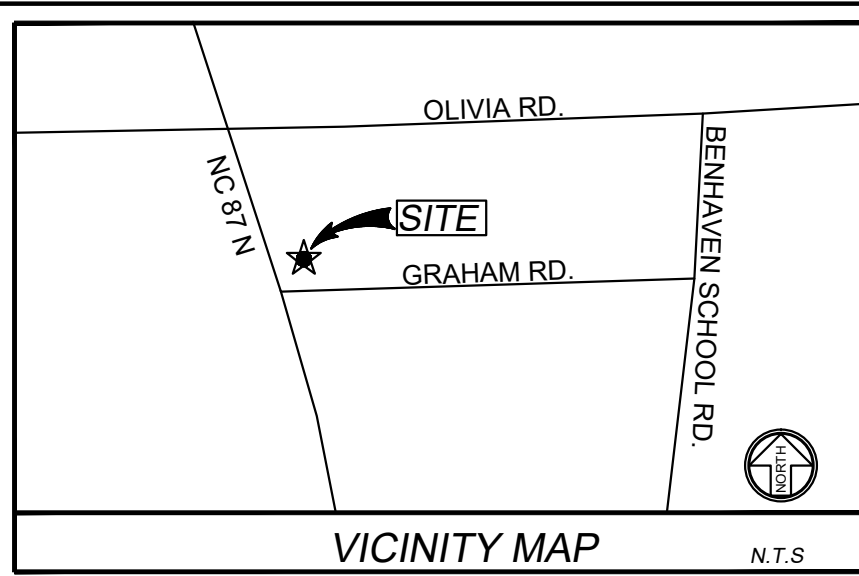 OLIVIA RD.
NC 87 N
BENHAVEN SCHOOL RD.
SITE
GRAHAM RD.
NORTH
VICINITY MAP
N.T.S